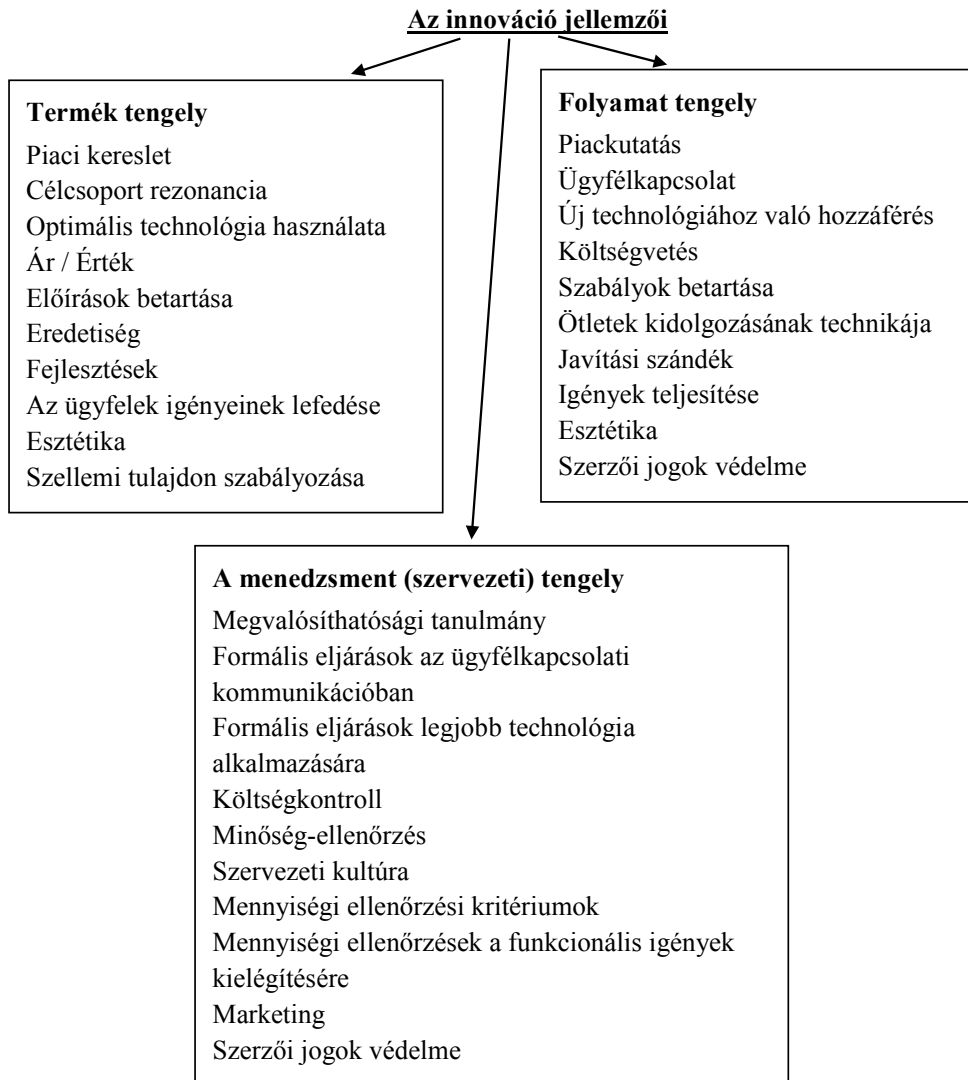 Az innováció jellemzői
Termék tengely
Piaci kereslet
Célcsoport rezonancia
Optimális technológia használata
Ár / Érték
Előírások betartása
Eredetiség
Fejlesztések
Az ügyfelek igényeinek lefedése
Esztétika
Szellemi tulajdon szabályozása
Folyamat tengely
Piackutatás
Ügyfélkapcsolat
Új technológiához való hozzáférés
Költségvetés
Szabályok betartása
Ötletek kidolgozásának technikája
Javítási szándék
Igények teljesítése
Esztétika
Szerzői jogok védelme
A menedzsment (szervezeti) tengely
Megvalósíthatósági tanulmány
Formális eljárások az ügyfélkapcsolati
kommunikációban
Formális eljárások legjobb technológia
alkalmazására
Költségkontroll
Minőség-ellenőrzés
Szervezeti kultúra
Mennyiségi ellenőrzési kritériumok
Mennyiségi ellenőrzések a funkcionális igények
kielégítésére
Marketing
Szerzői jogok védelme